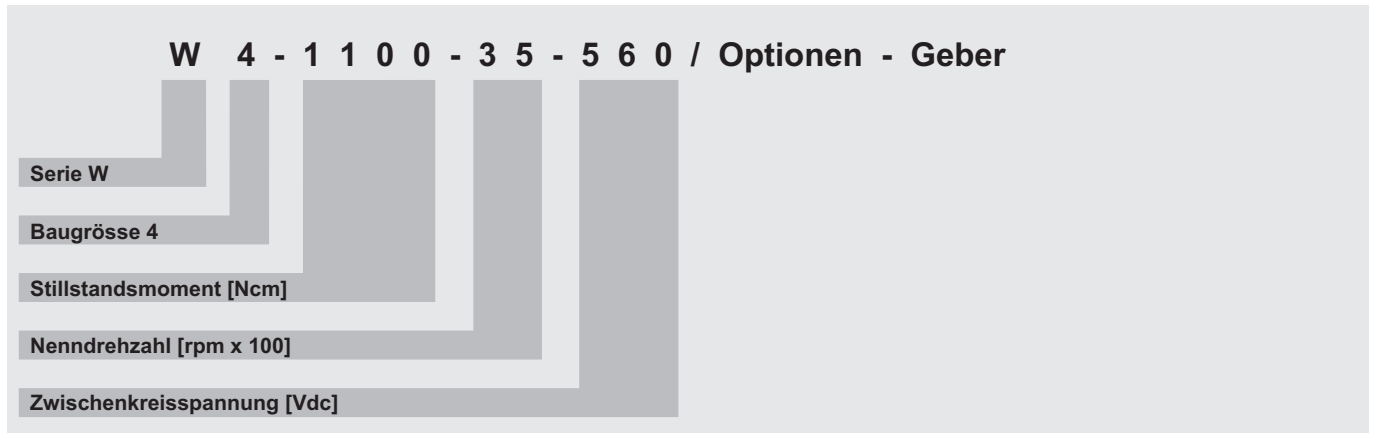 W 4 - 1 1 0 0 - 3 5 - 5 6 0 / Optionen - Geber
Serie W
Baugrösse 4
Stillstandsmoment [Ncm]
Nenndrehzahl [rpm x 100]
Zwischenkreisspannung [Vdc]